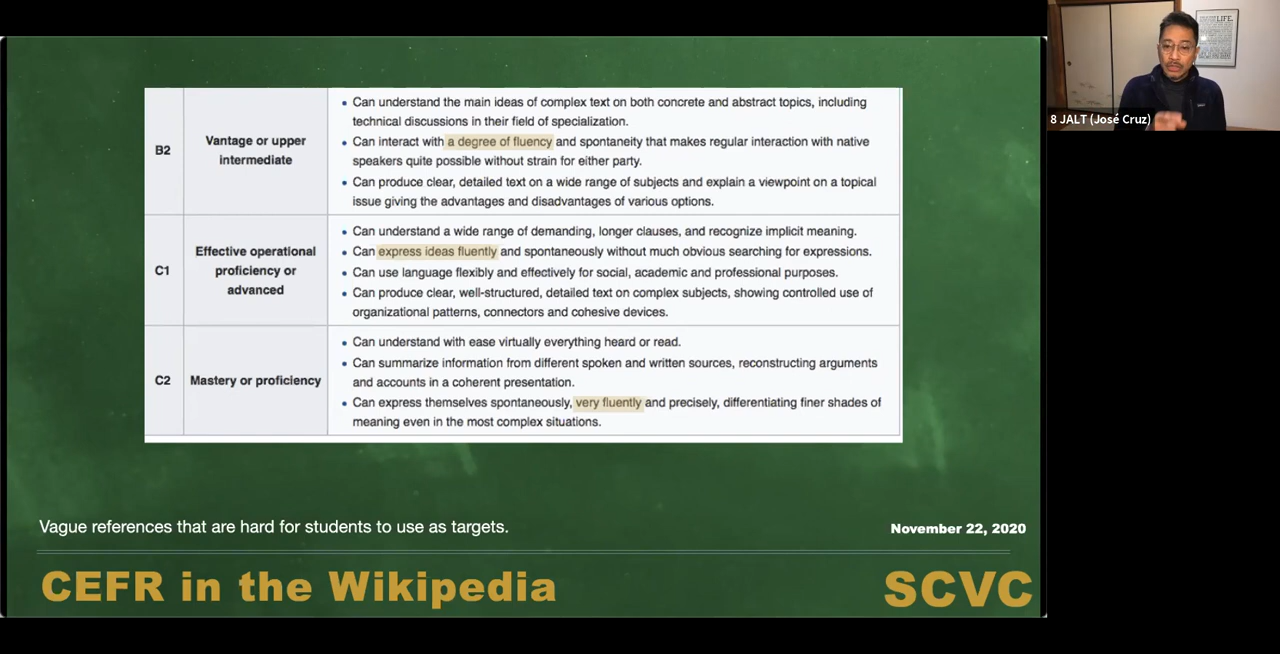 B2
Vantage or upper
intermediate
Can understand the main ideas of complex text on both concrete and abstract topics, including
technical discussions in their field of specialization.
Can interact with a degree of fluency and spontaneity that makes regular interaction with native
speakers quite possible without strain for either party.
Can produce clear, detailed text on a wide range of subjects and explain a viewpoint on a topical
issue giving the advantages and disadvantages of various options.
C1
Effective operational
proficiency or
advanced
Can understand a wide range of demanding, longer clauses, and recognize implicit meaning.
Can express ideas fluently and spontaneously without much obvious searching for expressions.
Can use language flexibly and effectively for social, academic and professional purposes.
Can produce clear, well-structured, detailed text on complex subjects, showing controlled use of
organizational patterns, connectors and cohesive devices.
C2
Mastery or proficiency
Can understand with ease virtually everything heard or read.
Can summarize information from different spoken and written sources, reconstructing arguments
and accounts in a coherent presentation.
Can express themselves spontaneously, very fluently and precisely, differentiating finer shades of
meaning even in the most complex situations.
Vague references that are hard for students to use as targets.
November 22, 2020
CEFR in the Wikipedia
SCVC
LIFE.
8 JALT (José Cruz)